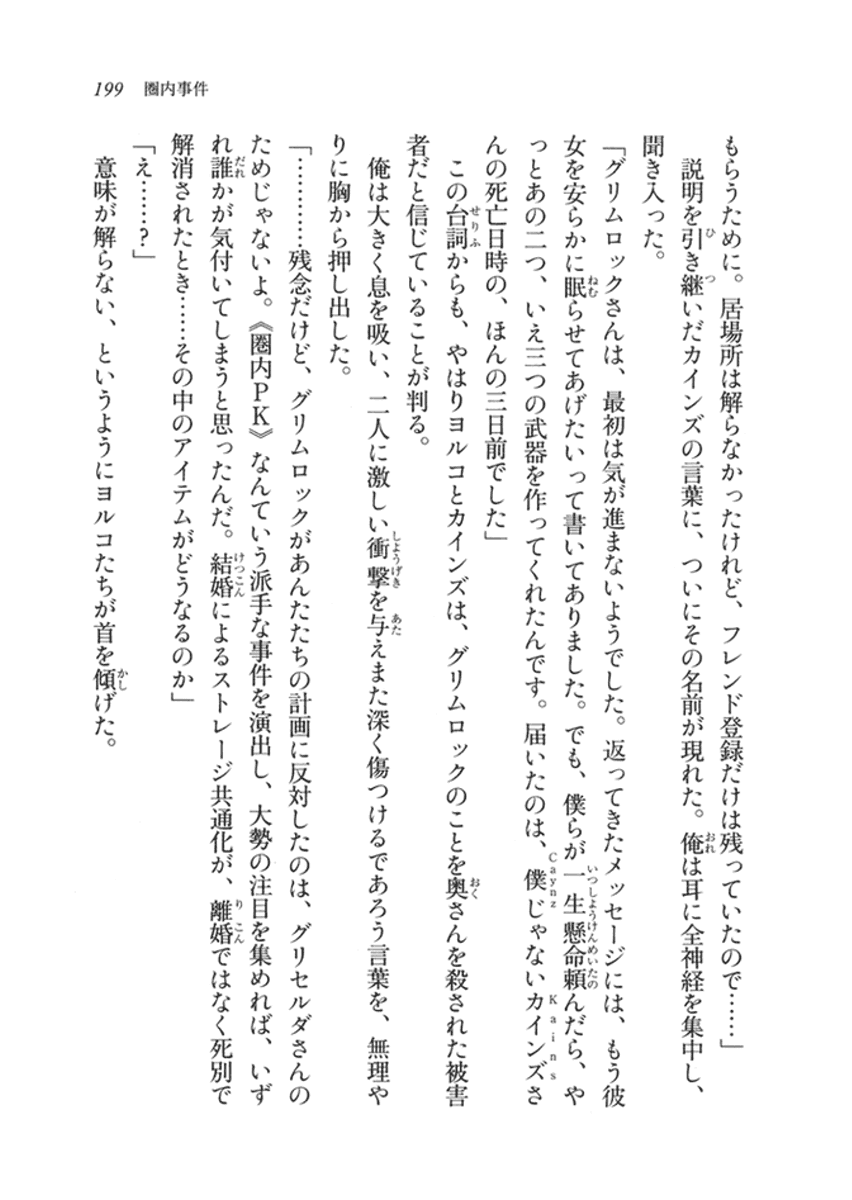 199 圏内事件
もらうために。居場所は解らなかったけれど、フレンド登録だけは残っていたので……」
　説明を引き継いだカインズの言葉に、ついにその名前が現れた。俺は耳に全神経を集中し、
聞き入った。
「グリムロックさんは、最初は気が進まないようでした。返ってきたメッセージには、もう彼
女を安らかに眠らせてあげたいって書いてありました。でも、僕らが一生懸命頼んだら、や
っとあの二つ、いえ三つの武器を作ってくれたんです。届いたのは、僕じゃないカインズさ
んの死亡日時の、ほんの三日前でした」
　この台詞からも、やはりヨルコとカインズは、グリムロックのことを奥さんを殺された被害
者だと信じていることが判る。
　俺は大きく息を吸い、二人に激しい衝撃を与えまた深く傷つけるであろう言葉を、無理や
りに胸から押し出した。
「…………残念だけど、グリムロックがあんたたちの計画に反対したのは、グリセルダさんの
ためじゃないよ。《圏内ＰＫ》なんていう派手な事件を演出し、大勢の注目を集めれば、いず
れ誰かが気付いてしまうと思ったんだ。結婚によるストレージ共通化が、離婚ではなく死別で
解消されたとき……その中のアイテムがどうなるのか」
「え……？」
　意味が解らない、というようにヨルコたちが首を傾げた。